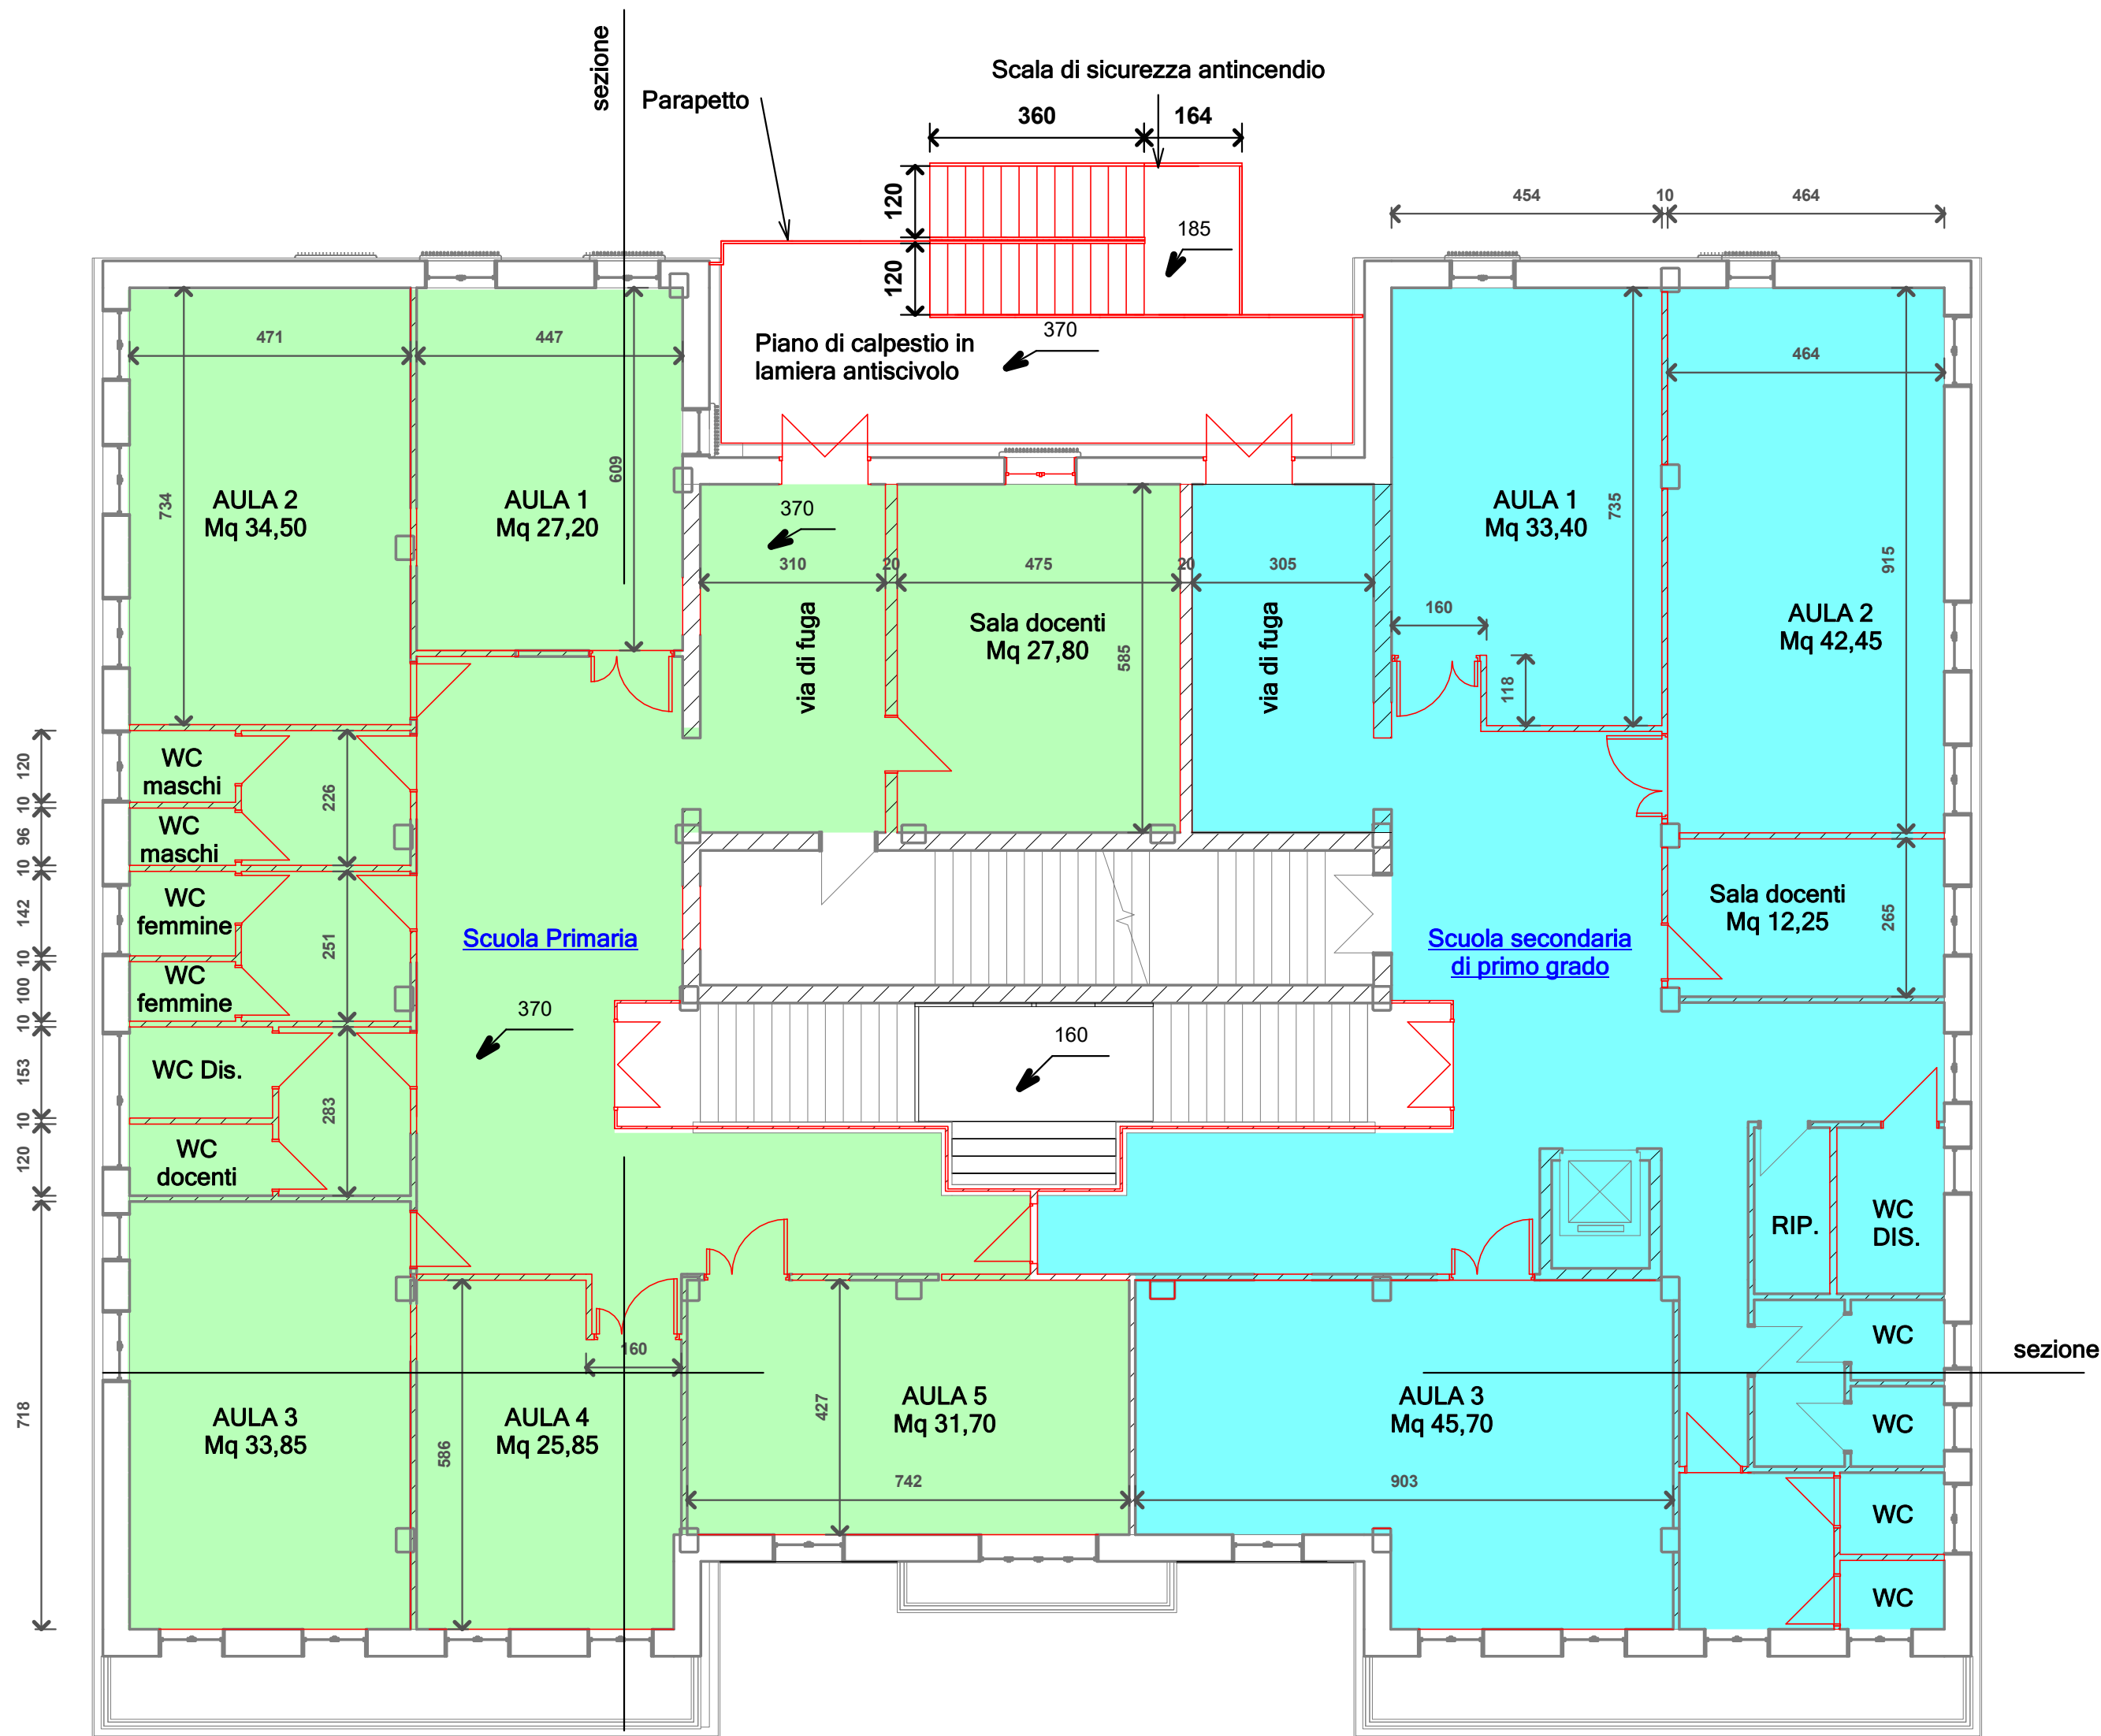 sezione
Parapetto
Scala di sicurezza antincendio
360
164
120
120
185
370
Piano di calpestio in
lamiera antiscivolo
454
10
464
471
447
464
734
609
AULA 2
Mq 34,50
AULA 1
Mq 27,20
370
310
20
475
20
305
via di fuga
Sala docenti
Mq 27,80
585
via di fuga
AULA 1
Mq 33,40
735
160
118
915
AULA 2
Mq 42,45
120
10
96
10
142
10
100
10
153
10
120
718
WC
maschi
226
WC
maschi
WC
femmine
251
WC
femmine
WC Dis.
283
WC
docenti
Scuola Primaria
370
160
Scuola secondaria
di primo grado
Sala docenti
Mq 12,25
265
RIP.
WC
DIS.
WC
sezione
WC
WC
WC
AULA 3
Mq 33,85
160
AULA 4
Mq 25,85
586
427
AULA 5
Mq 31,70
742
AULA 3
Mq 45,70
903